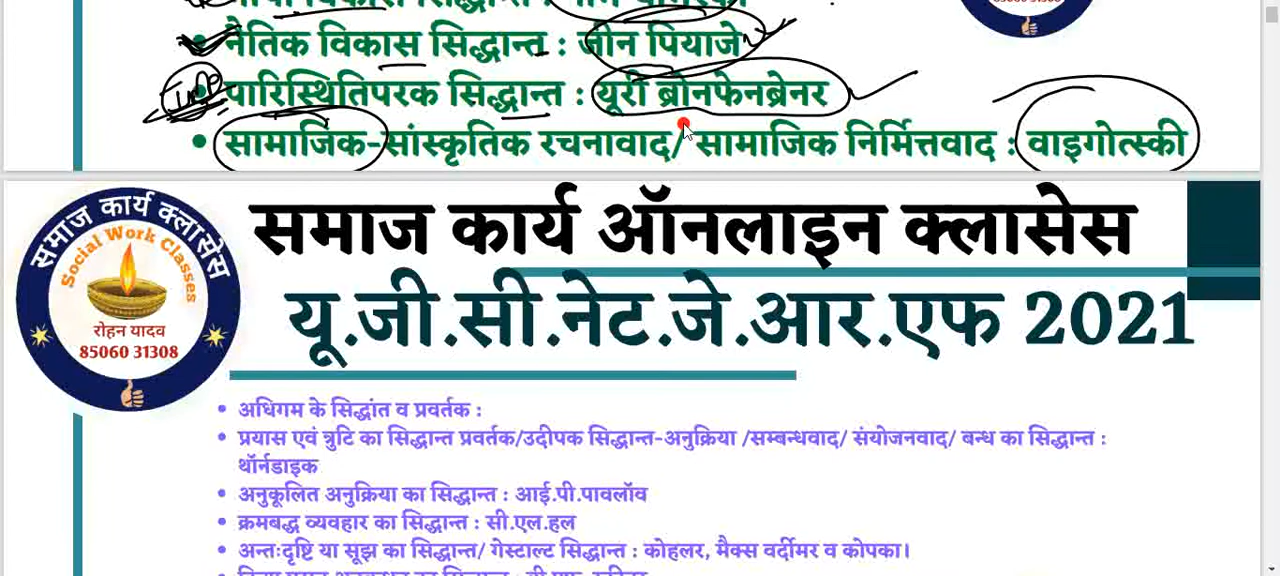 नैतिक विकास सिद्धान्त : जीन पियाजे
Imp
पारिस्थितिपरक सिद्धान्त : यूरी ब्रोनफेनब्रेनर
सामाजिक-सांस्कृतिक रचनावाद/ सामाजिक निर्मित्तवाद : वाइगोत्स्की
समाज कार्य क्लासेस
Social Work Classes
रोहन यादव
85060 31308
समाज कार्य ऑनलाइन क्लासेस
यू.जी.सी.नेट.जे.आर.एफ 2021
• अधिगम के सिद्धांत व प्रवर्तक :
• प्रयास एवं त्रुटि का सिद्धान्त प्रवर्तक/उदीपक सिद्धान्त-अनुक्रिया /सम्बन्धवाद/ संयोजनवाद/ बन्ध का सिद्धान्त :
थॉर्नडाइक
• अनुकूलित अनुक्रिया का सिद्धान्त : आई.पी.पावलॉव
• क्रमबद्ध व्यवहार का सिद्धान्त : सी.एल.हल
• अन्तःदृष्टि या सूझ का सिद्धान्त/ गेस्टाल्ट सिद्धान्त : कोहलर, मैक्स वर्दीमर व कोपका।